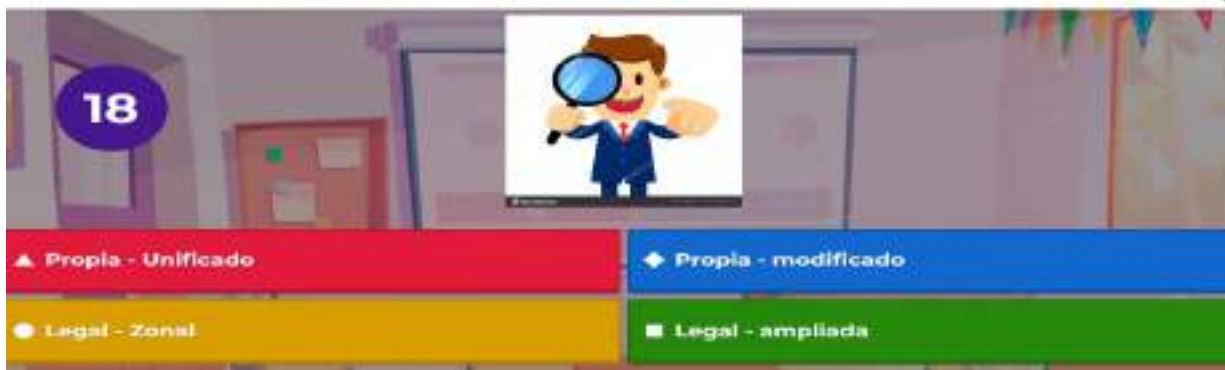 18
Propia - Unificado
Propia - modificado
Legal - Zonal
Legal - ampliada